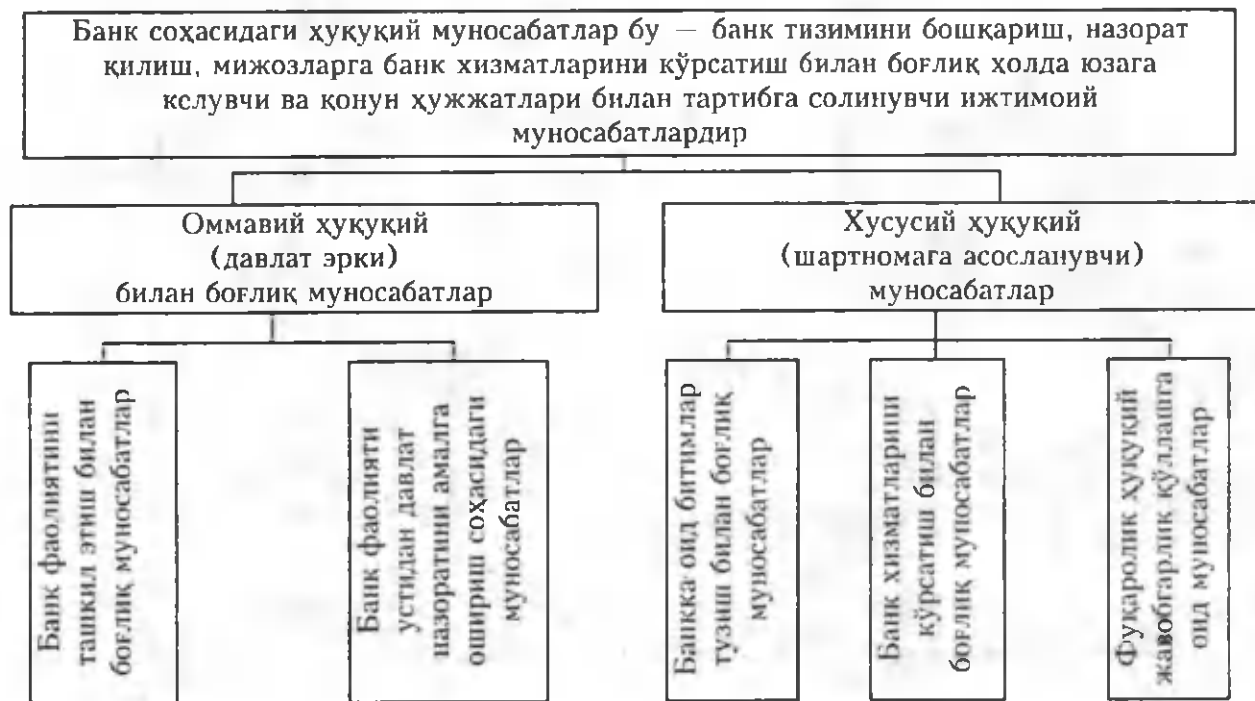 Банк соҳасидаги ҳуқуқий муносабатлар бу — банк тизимини бошқариш, назорат
қилиш, мижозларга банк хизматларини кўрсатиш билан боғлиқ ҳолда юзага
кслувчи ва қонун ҳужжатлари билан тартибга солинувчи ижтимоий
муносабатлардир
Оммавий ҳуқуқий
(давлат эрки)
билан боғлиқ муносабатлар
Хусусий ҳуқуқий
(шартномага асосланувчи)
муносабатлар
Банк фаолиятини
ташкил этиш билан
боғлиқ муносабатлар
Банк фаолияти
устидан давлат
назоратини амалга
ошириш соҳасидаги
муносабатлар
Банкка оид битимлар
тузиш билан боғлиқ
муносабатлар
Банк хизматларини
кўрсатиш билан
боғлиқ муносабатлар
Фуқаролик ҳуқуқий
жавобгарлик қўллашга
оид муносабатлар